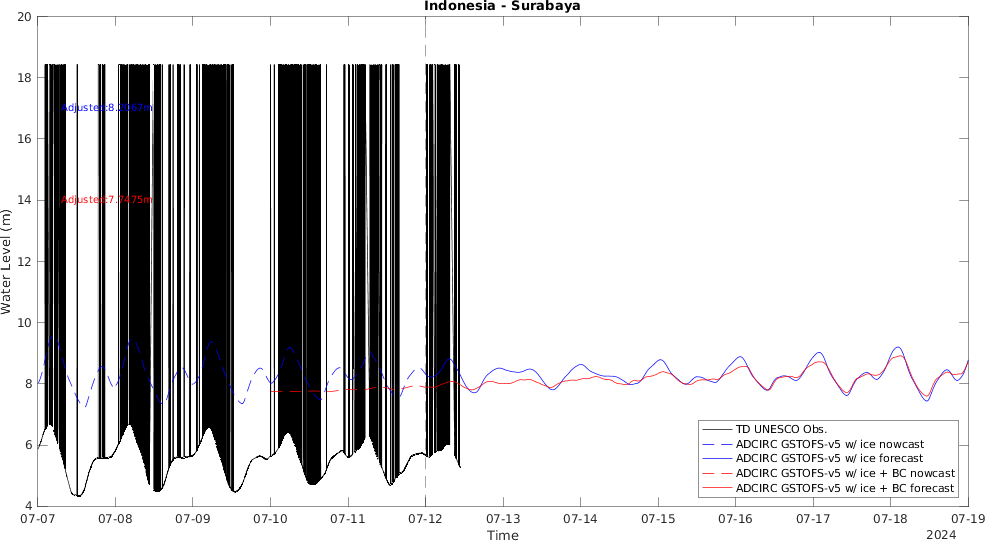 Indonesia - Surabaya
20
18
16
14
12
10
8
6
4
Water Level (m)
07-07 07-08 07-09 07-10 07-11 07-12 07-13 07-14 07-15 07-16 07-17 07-18 07-19
Time
2024
TD UNESCO Obs.
ADCIRC GSTOFS-v5 w/ ice nowcast
ADCIRC GSTOFS-v5 w/ ice forecast
ADCIRC GSTOFS-v5 w/ ice + BC nowcast
ADCIRC GSTOFS-v5 w/ ice + BC forecast